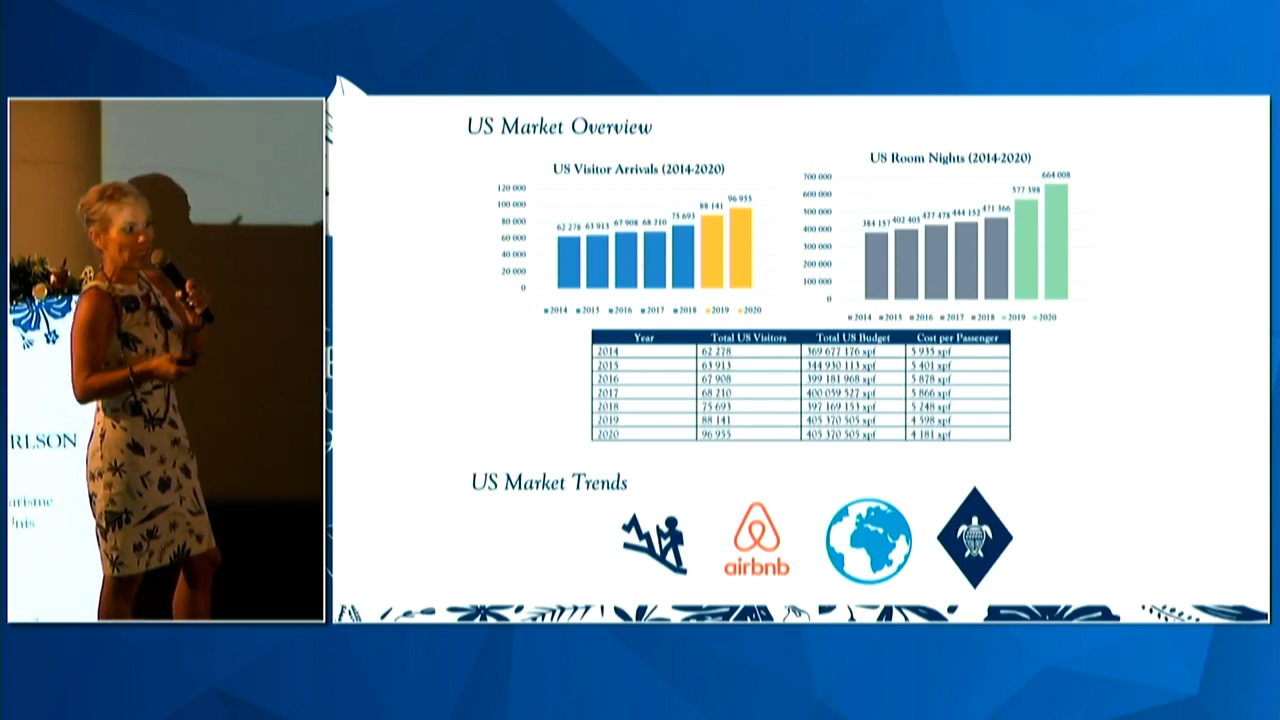 US Market Overview
US Visitor Arrivals (2014-2020)
120 000
100 000
80 000
60 000
40 000
20 000
0
62 278 63 913 67 908 68 210 75 693 88 141 96 955
2014 2015 2016 2017 2018 2019 2020
US Room Nights (2014-2020)
700 000
600 000
500 000
400 000
300 000
200 000
100 000
0
384 157 402 405 427 478 444 152 471 366 577 398 664 008
2014 2015 2016 2017 2018 2019 2020
Year Total US Visitors Total US Budget Cost per Passenger
2014 62 278 369 677 176 xpf 5 935 xpf
2015 63 913 344 930 113 xpf 5 401 xpf
2016 67 908 399 181 968 xpf 5 878 xpf
2017 68 210 400 059 527 xpf 5 866 xpf
2018 75 693 397 169 153 xpf 5 248 xpf
2019 88 141 405 370 505 xpf 4 598 xpf
2020 96 955 405 370 505 xpf 4 181 xpf
US Market Trends
airbnb
RLSON